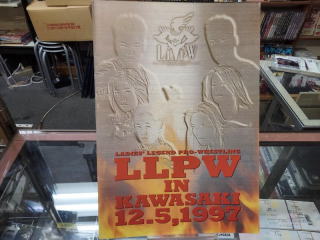 LLPW
LADIES' LEGEND PRO-WRESTLING
LLPW
IN
KAWASAKI
12.5,1997